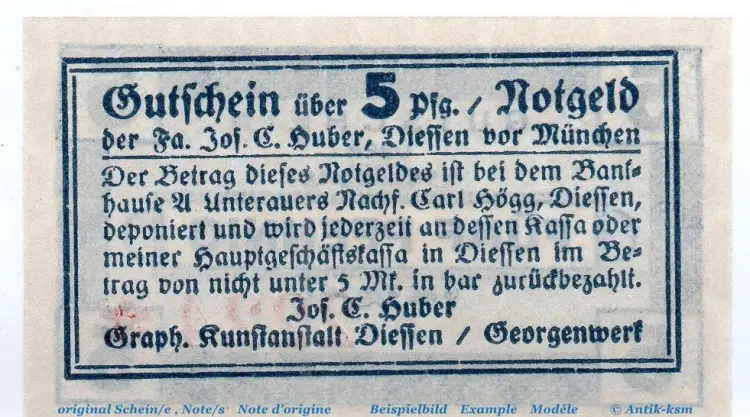 Gutschein über 5 Pfg. / Notgeld
der Fa. Jos. C. Huber, Diessen vor München
Der Betrag dieses Notgeldes ist bei dem Bank-
hause A Unterauers Nachf. Carl Högg, Diessen,
deponiert und wird jederzeit an dessen Kassa oder
meiner Hauptgeschäftskassa in Diessen im Be-
trag von nicht unter 5 Mk. in bar zurückbezahlt.
Jos. C. Huber
Graph. Kunstanstalt Diessen / Georgenwerk
original Schein/e , Note/s Note d'origine Beispielbild Example Modéle © Antik-ksm